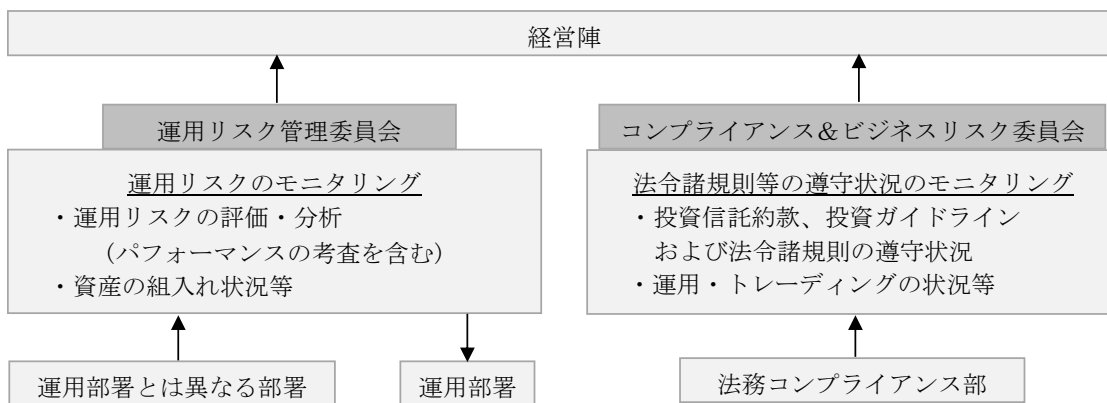 経営陣
運用リスク管理委員会
運用リスクのモニタリング
・運用リスクの評価・分析
（パフォーマンスの考査を含む）
・資産の組入れ状況等
運用部署とは異なる部署
運用部署
コンプライアンス＆ビジネスリスク委員会
法令諸規則等の遵守状況のモニタリング
・投資信託約款、投資ガイドライン
および法令諸規則の遵守状況
・運用・トレーディングの状況等
法務コンプライアンス部